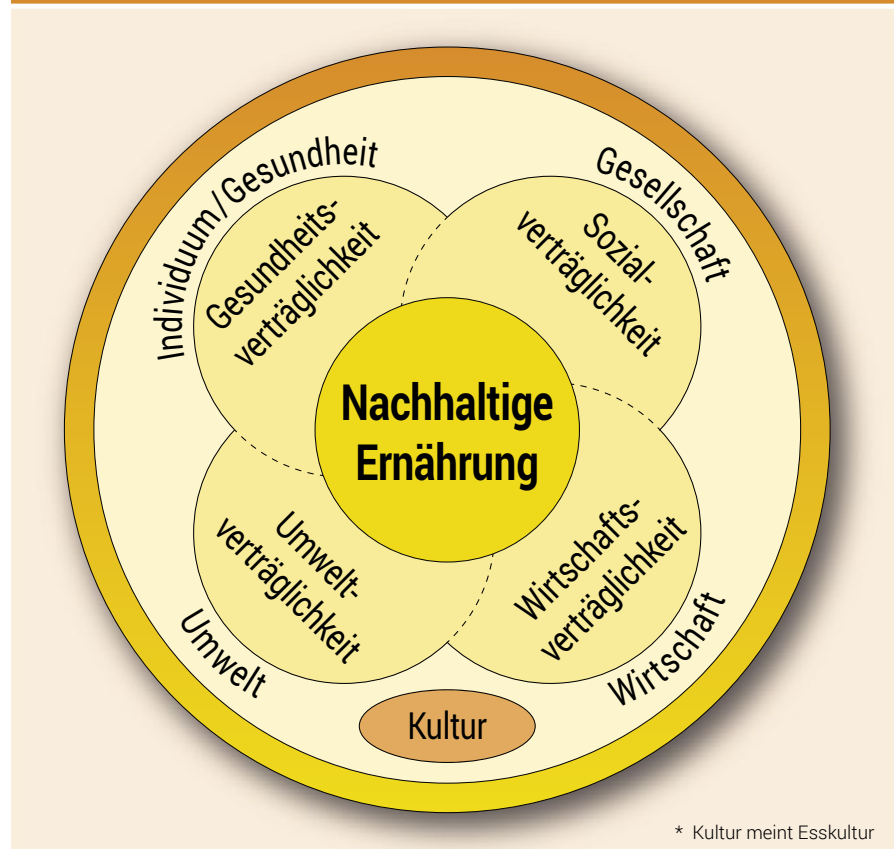 Individuum/Gesundheit
Gesellschaft
Gesundheits-
verträglichkeit
Sozial-
verträglichkeit
Nachhaltige
Ernährung
Umwelt-
verträglichkeit
Wirtschafts-
verträglichkeit
Umwelt
Wirtschaft
Kultur
* Kultur meint Esskultur